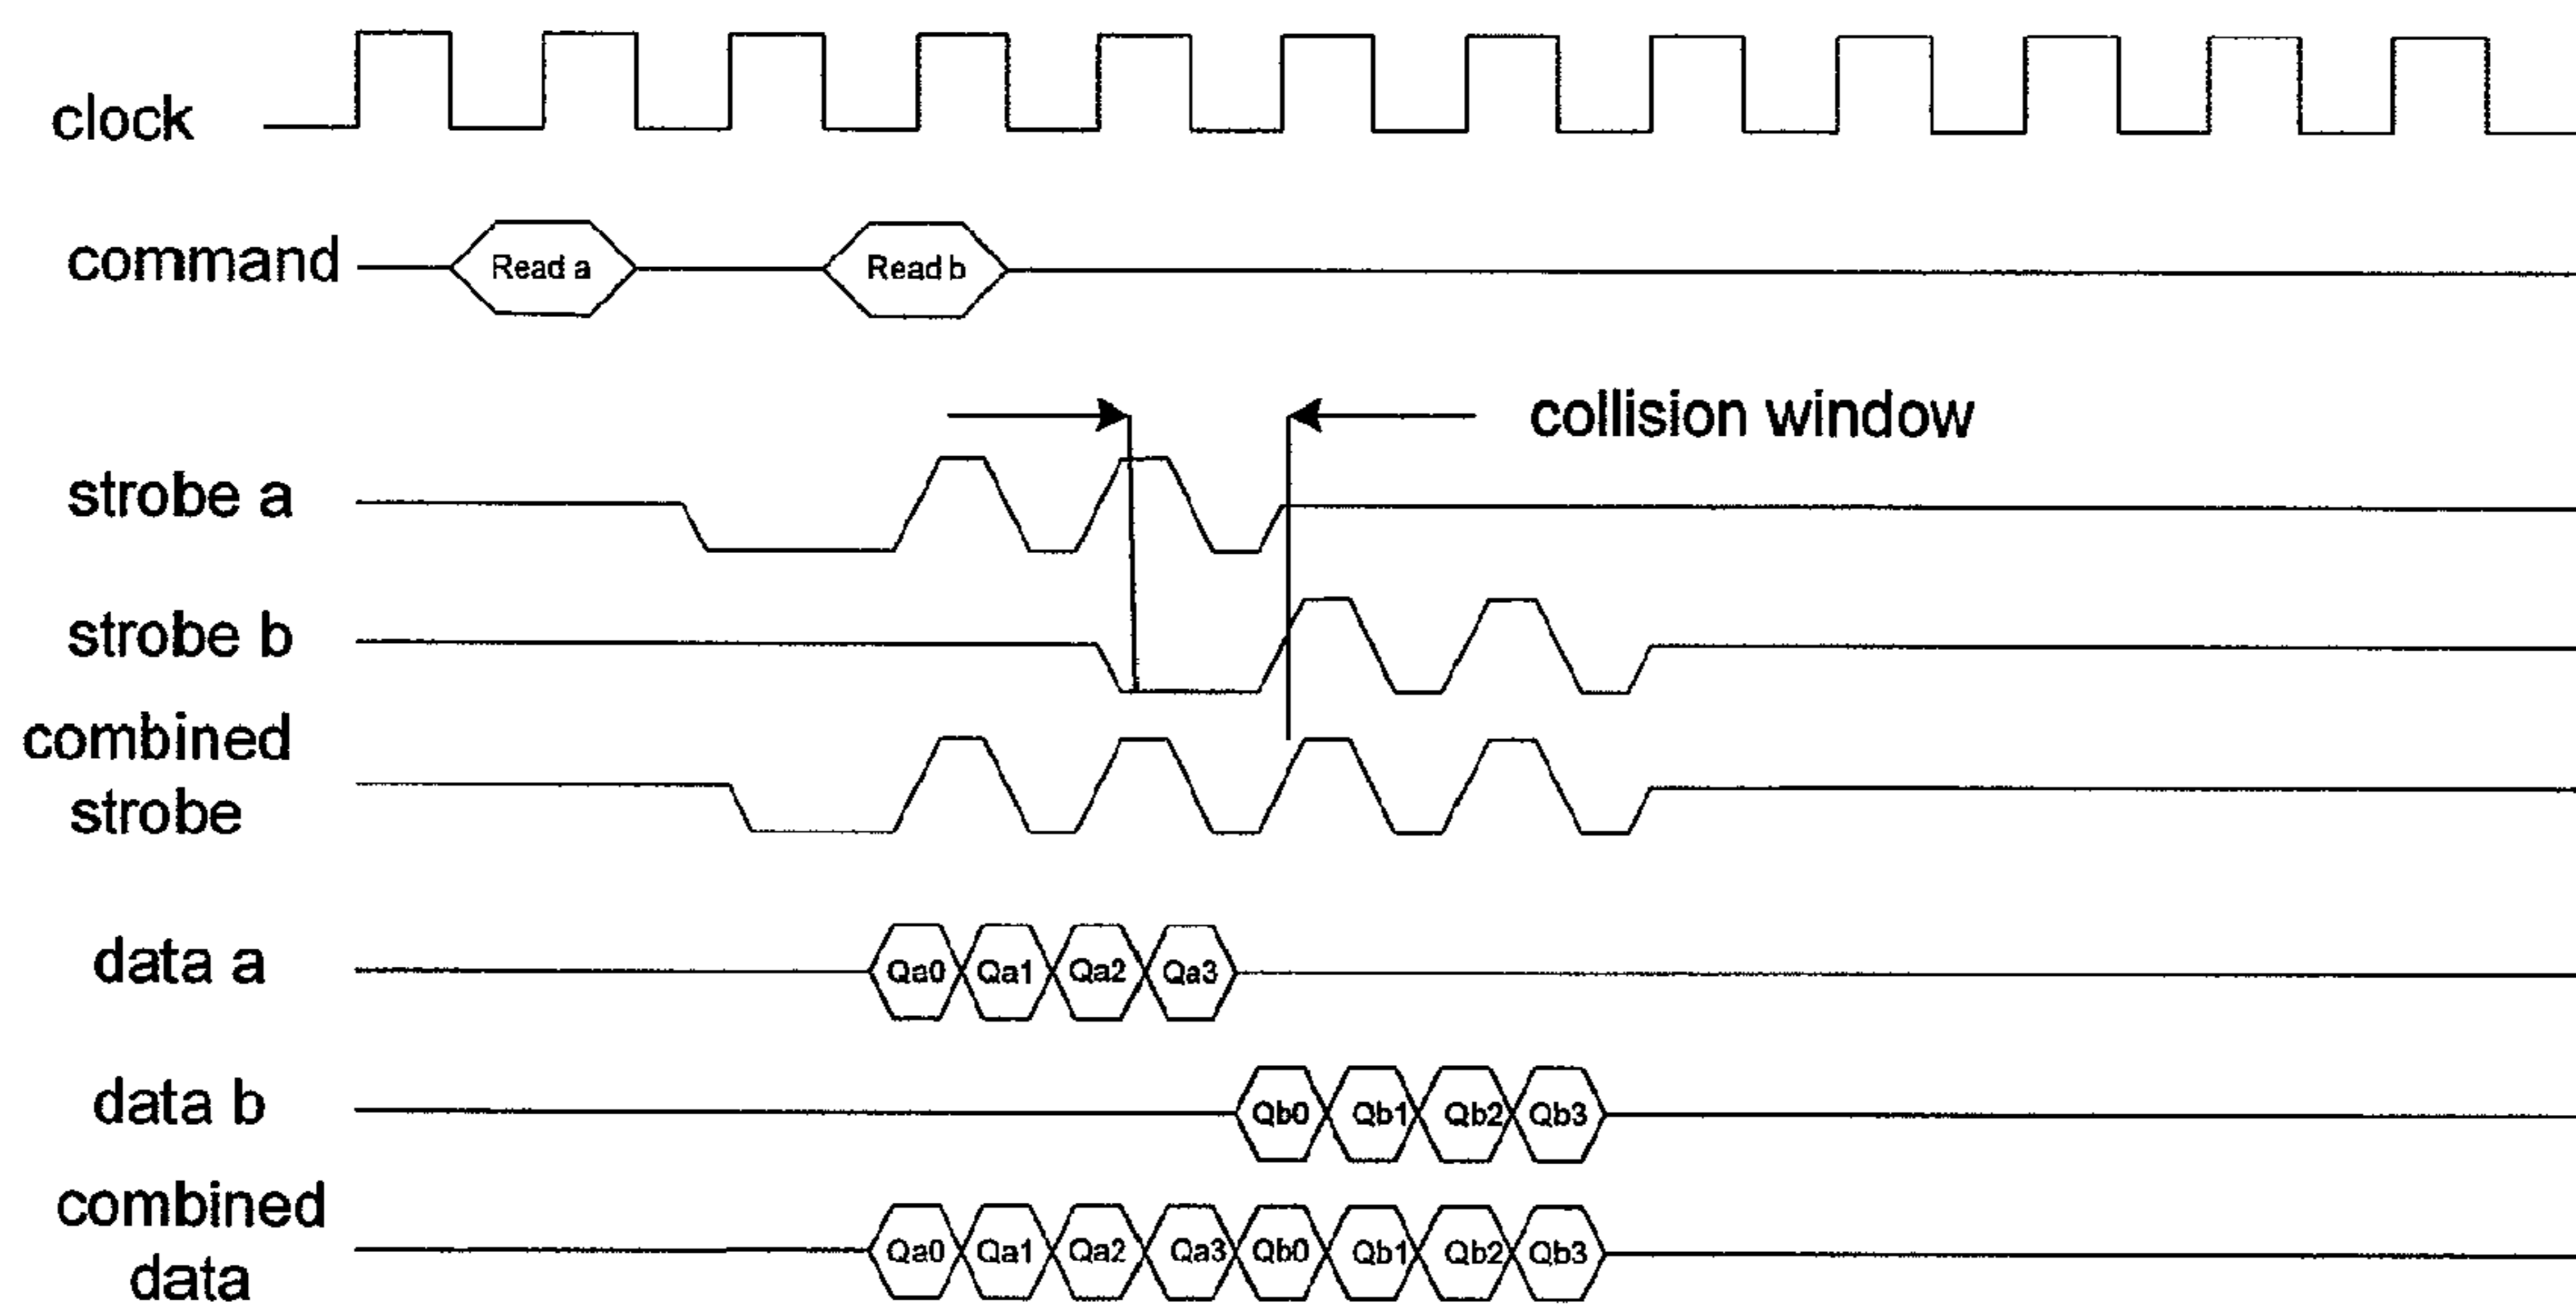 clock
command
Read a
Read b
collision window
strobe a
strobe b
combined
strobe
data a
Qa0 Qa1 Qa2 Qa3
data b
Qb0 Qb1 Qb2 Qb3
combined
data
Qa0 Qa1 Qa2 Qa3 Qb0 Qb1 Qb2 Qb3